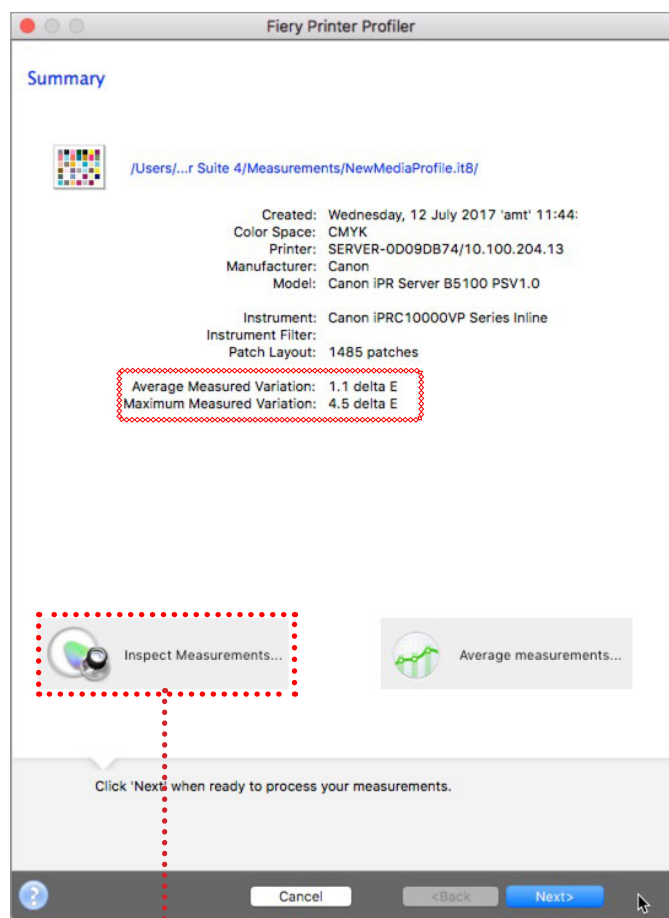 Fiery Printer Profiler
Summary
/Users/...r Suite 4/Measurements/NewMediaProfile.it8/
Created: Wednesday, 12 July 2017 'amt' 11:44:
Color Space: CMYK
Printer: SERVER-0D09DB74/10.100.204.13
Manufacturer: Canon
Model: Canon iPR Server B5100 PSV1.0
Instrument: Canon iPRC10000VP Series Inline
Instrument Filter:
Patch Layout: 1485 patches
Average Measured Variation: 1.1 delta E
Maximum Measured Variation: 4.5 delta E
Inspect Measurements... Average measurements...
Click 'Next' when ready to process your measurements.
? Cancel <Back Next>